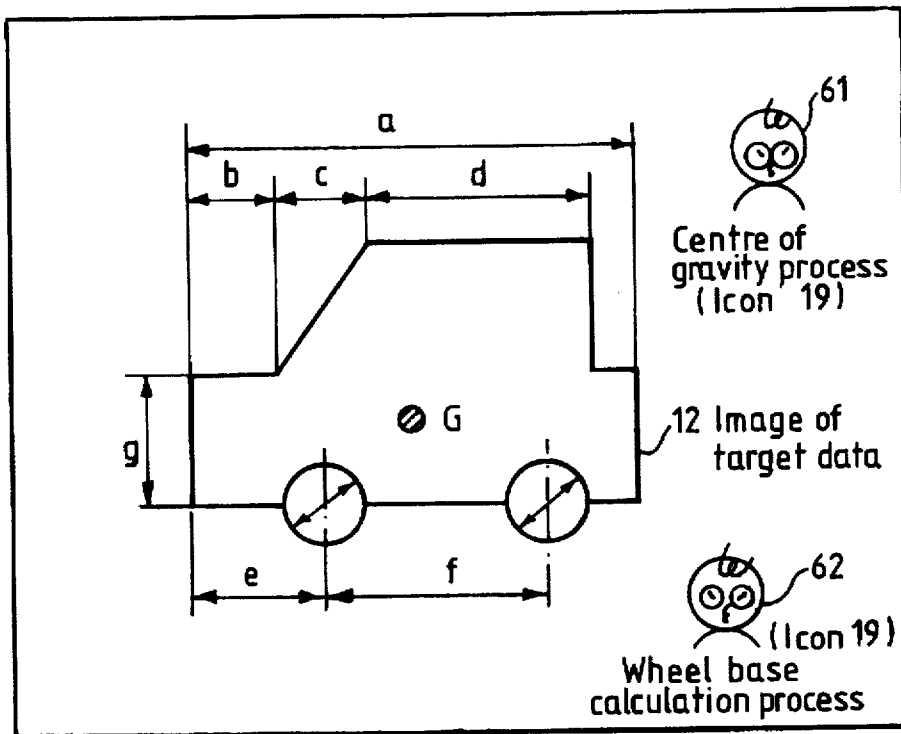 61
a
b c d
Centre of
gravity process
(Icon 19)
g
G
12 Image of
target data
e f
62
(Icon 19)
Wheel base
calculation process